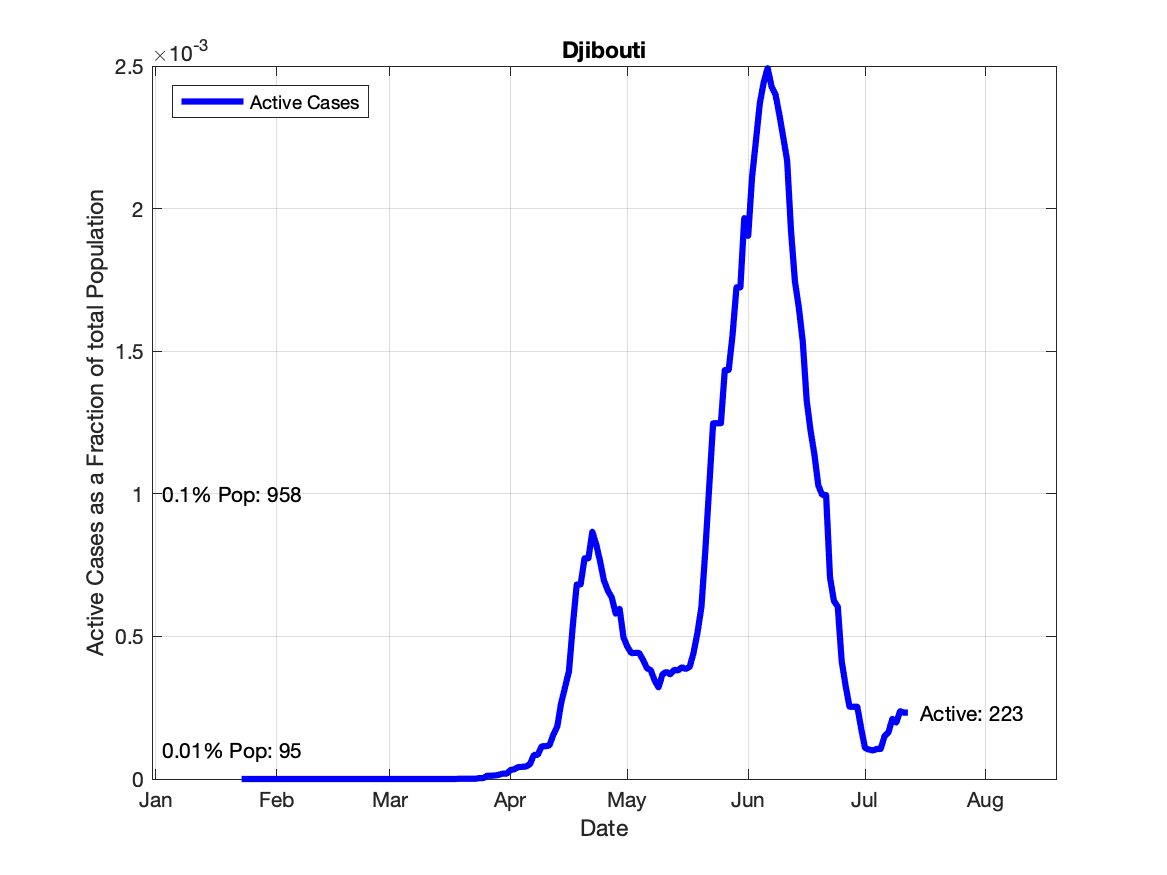 Djibouti
×10-3
2.5
2
1.5
1
0.5
0
Active Cases
0.1% Pop: 958
0.01% Pop: 95
Active: 223
Active Cases as a Fraction of total Population
Jan Feb Mar Apr May Jun Jul Aug
Date